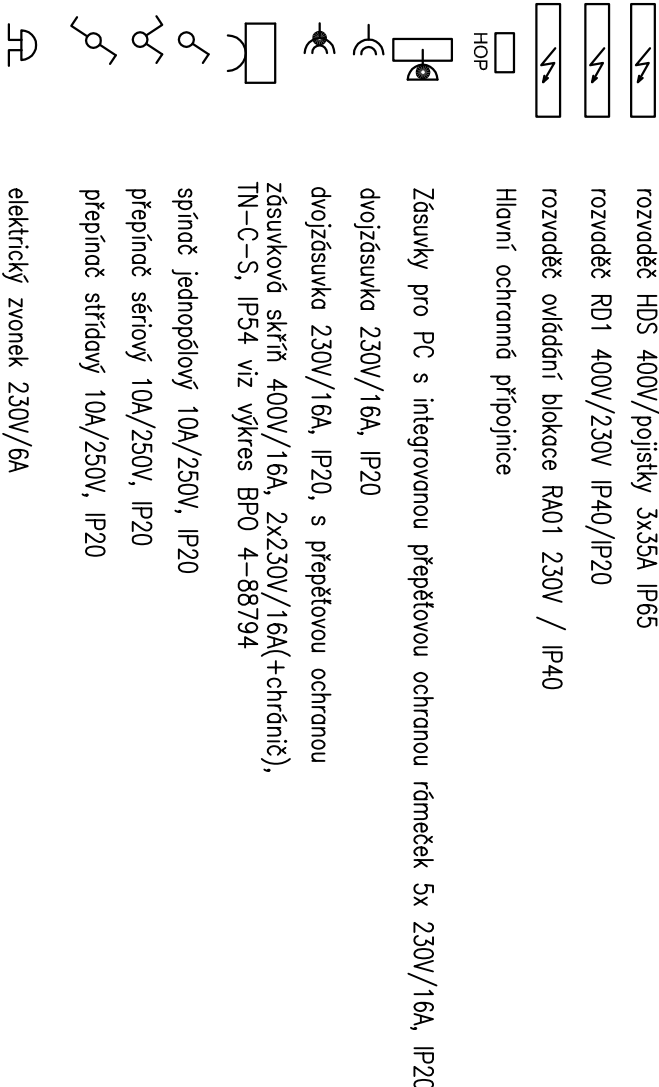 rozvaděč HDS 400V/pojistky 3x35A IP65
rozvaděč RD1 400V/230V IP40/IP20
rozvaděč ovládání blokace RA01 230V / IP40
HOP
Hlavní ochranná přípojnice
Zásuvky pro PC s integrovanou přepěťovou ochranou rámeček 5x 230V/16A, IP20
dvojzásuvka 230V/16A, IP20
dvojzásuvka 230V/16A, IP20, s přepěťovou ochranou
zásuvková skříň 400V/16A, 2x230V/16A(+chránič),
TN-C-S, IP54 viz výkres BPO 4-88794
spínač jednopólový 10A/250V, IP20
přepínač sériový 10A/250V, IP20
přepínač střídavý 10A/250V, IP20
elektrický zvonek 230V/6A